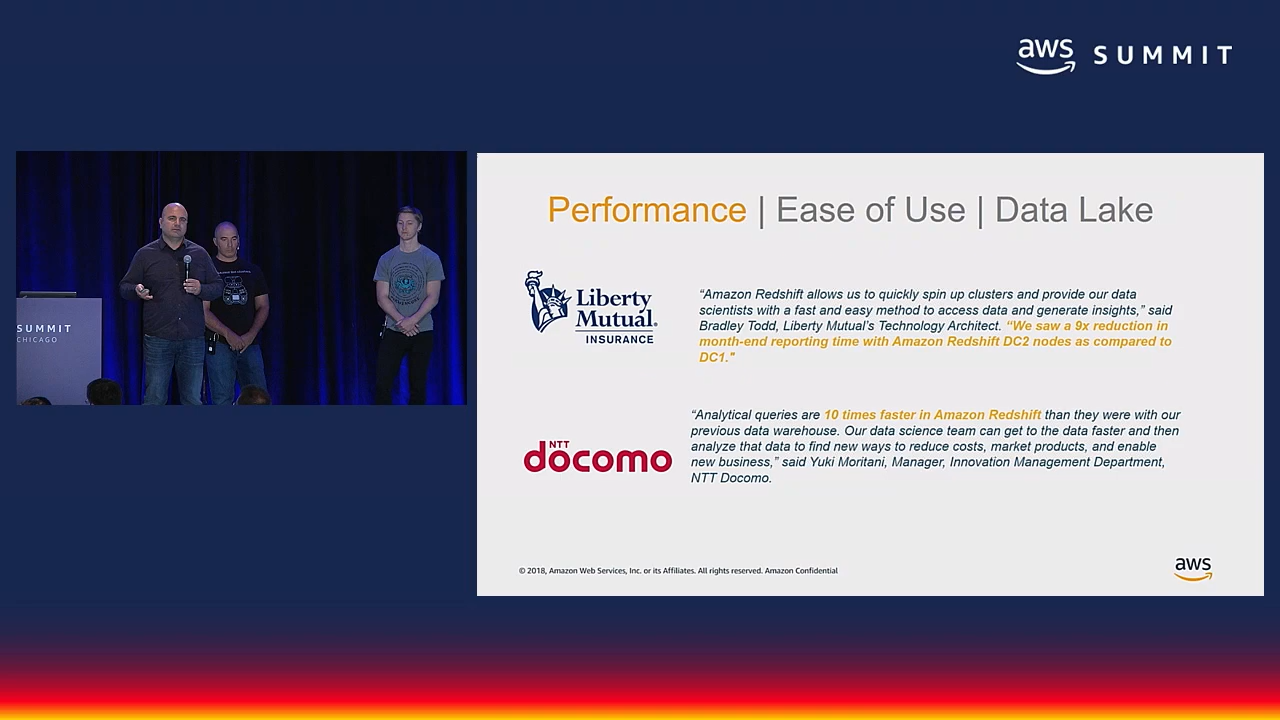 aws SUMMIT
SUMMIT
CHICAGO
Performance | Ease of Use | Data Lake
Liberty
Mutual®
INSURANCE
“Amazon Redshift allows us to quickly spin up clusters and provide our data
scientists with a fast and easy method to access data and generate insights,” said
Bradley Todd, Liberty Mutual’s Technology Architect. “We saw a 9x reduction in
month-end reporting time with Amazon Redshift DC2 nodes as compared to
DC1."
NTT
docomo
“Analytical queries are 10 times faster in Amazon Redshift than they were with our
previous data warehouse. Our data science team can get to the data faster and then
analyze that data to find new ways to reduce costs, market products, and enable
new business,” said Yuki Moritani, Manager, Innovation Management Department,
NTT Docomo.
© 2018, Amazon Web Services, Inc. or its Affiliates. All rights reserved. Amazon Confidential
aws